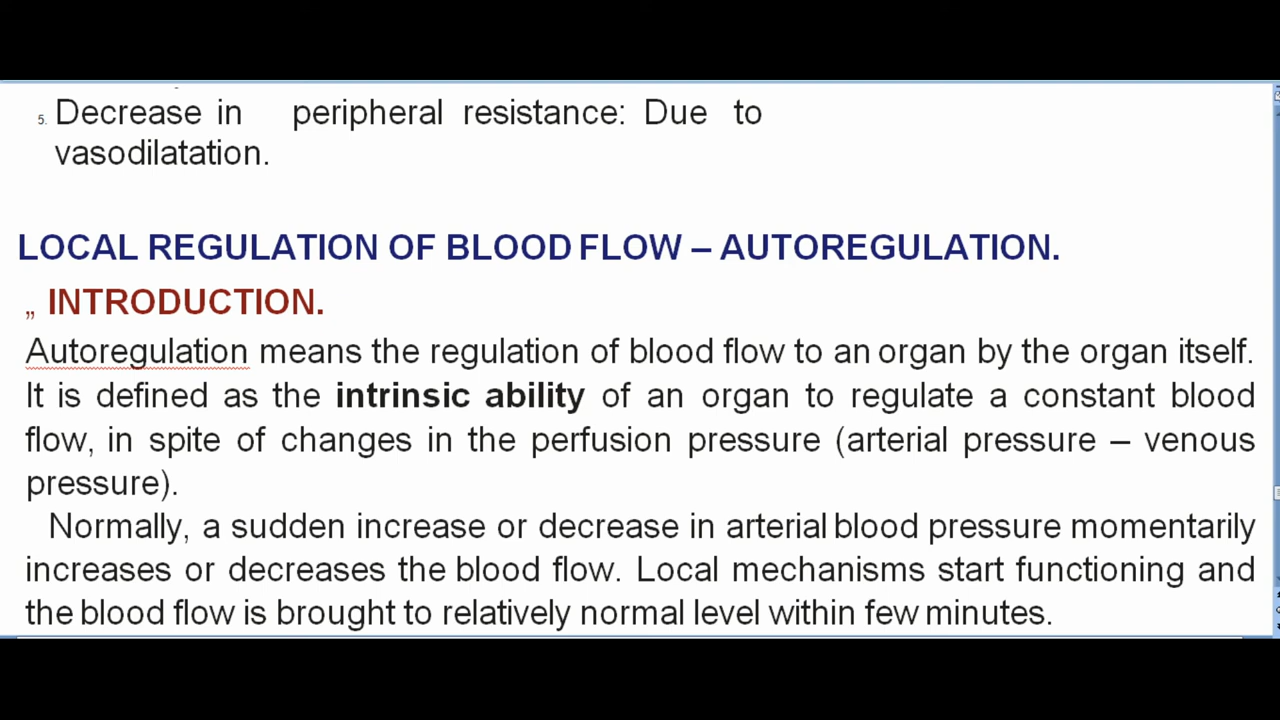 5. Decrease in peripheral resistance: Due to
vasodilatation.
LOCAL REGULATION OF BLOOD FLOW – AUTOREGULATION.
„ INTRODUCTION.
Autoregulation means the regulation of blood flow to an organ by the organ itself.
It is defined as the intrinsic ability of an organ to regulate a constant blood
flow, in spite of changes in the perfusion pressure (arterial pressure – venous
pressure).
Normally, a sudden increase or decrease in arterial blood pressure momentarily
increases or decreases the blood flow. Local mechanisms start functioning and
the blood flow is brought to relatively normal level within few minutes.